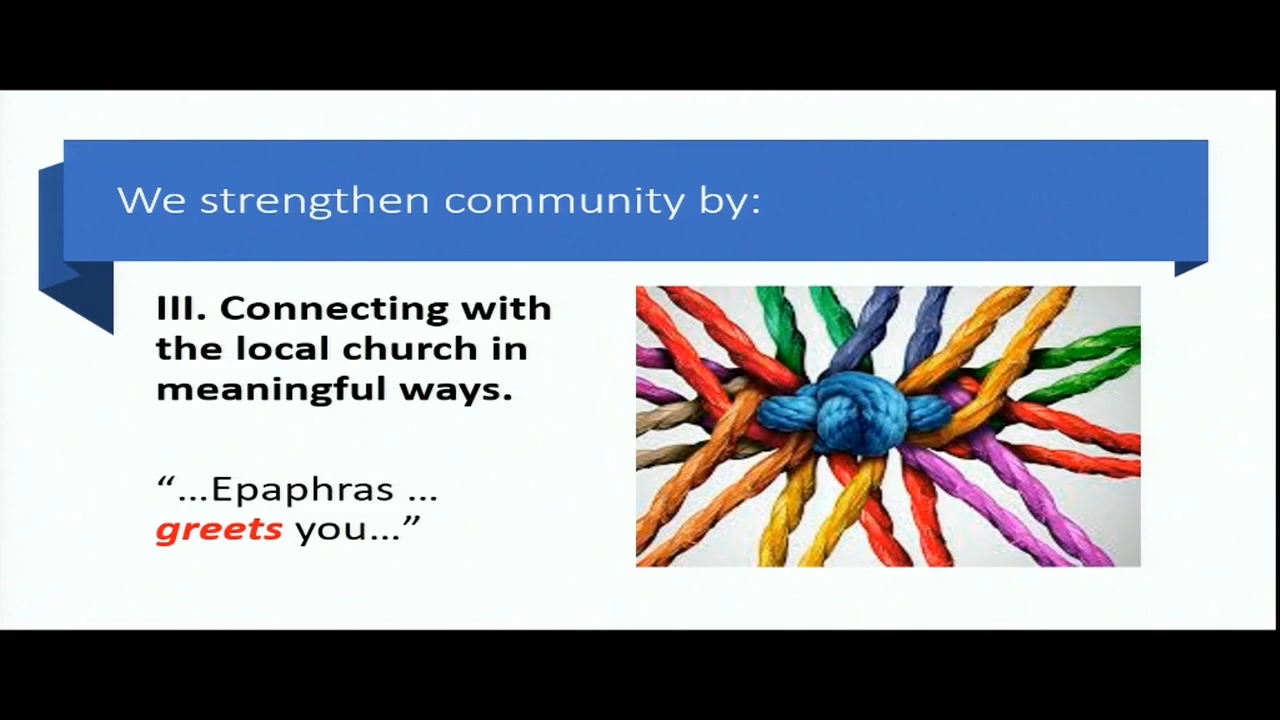 We strengthen community by:
III. Connecting with
the local church in
meaningful ways.
“...Epaphras ...
greets you...”